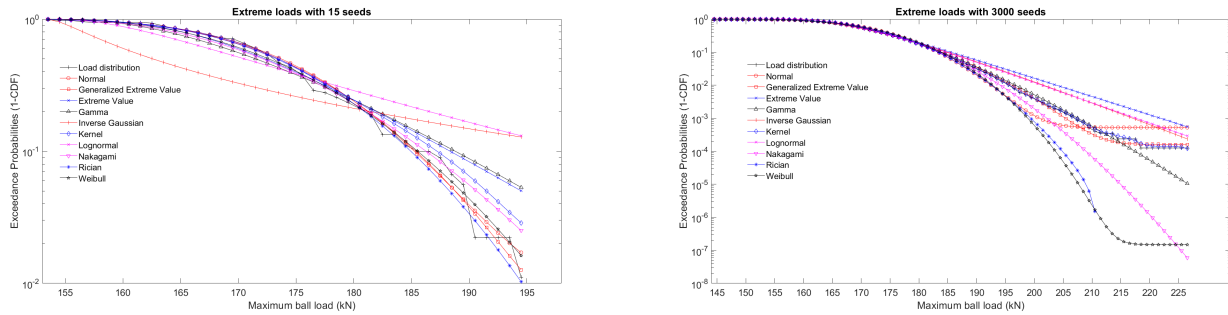 Extreme loads with 15 seeds
10^0
10^-1
10^-2
Exceedance Probabilities (1-CDF)
Load distribution
Normal
Generalized Extreme Value
Extreme Value
Gamma
Inverse Gaussian
Lognormal
Kernel
Nakagami
Rician
Weibull
155 160 165 170 175 180 185 190 195
Maximum ball load (kN)
Extreme loads with 3000 seeds
10^0
10^-1
10^-2
10^-3
10^-4
10^-5
10^-6
10^-7
10^-8
Exceedance Probabilities (1-CDF)
Load distribution
Normal
Generalized Extreme Value
Extreme Value
Gamma
Inverse Gaussian
Kernel
Lognormal
Nakagami
Rician
Weibull
145 150 155 160 165 170 175 180 185 190 195 200 205 210 215 220 225
Maximum ball load (kN)